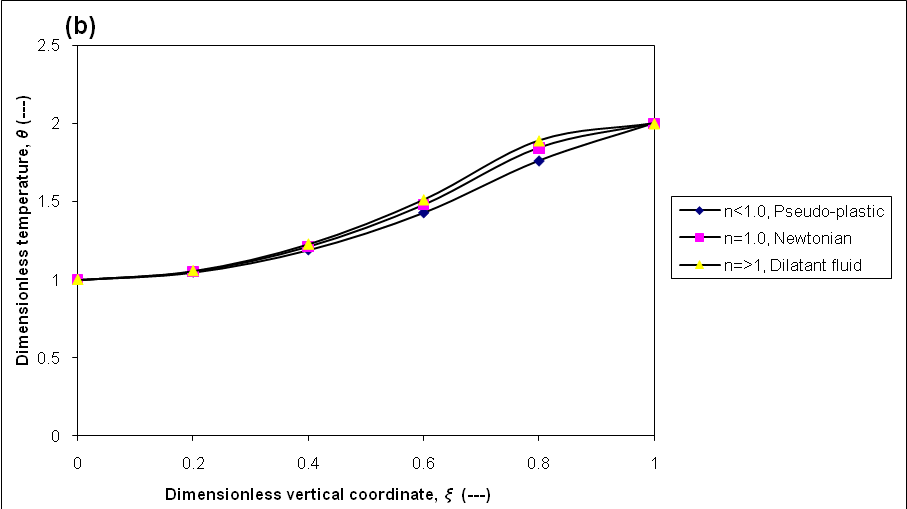 (b)
Dimensionless temperature, θ (---)
2.5
2
1.5
1
0.5
0
0 0.2 0.4 0.6 0.8 1
Dimensionless vertical coordinate, ξ (---)
n<1.0, Pseudo-plastic
n=1.0, Newtonian
n=>1, Dilatant fluid